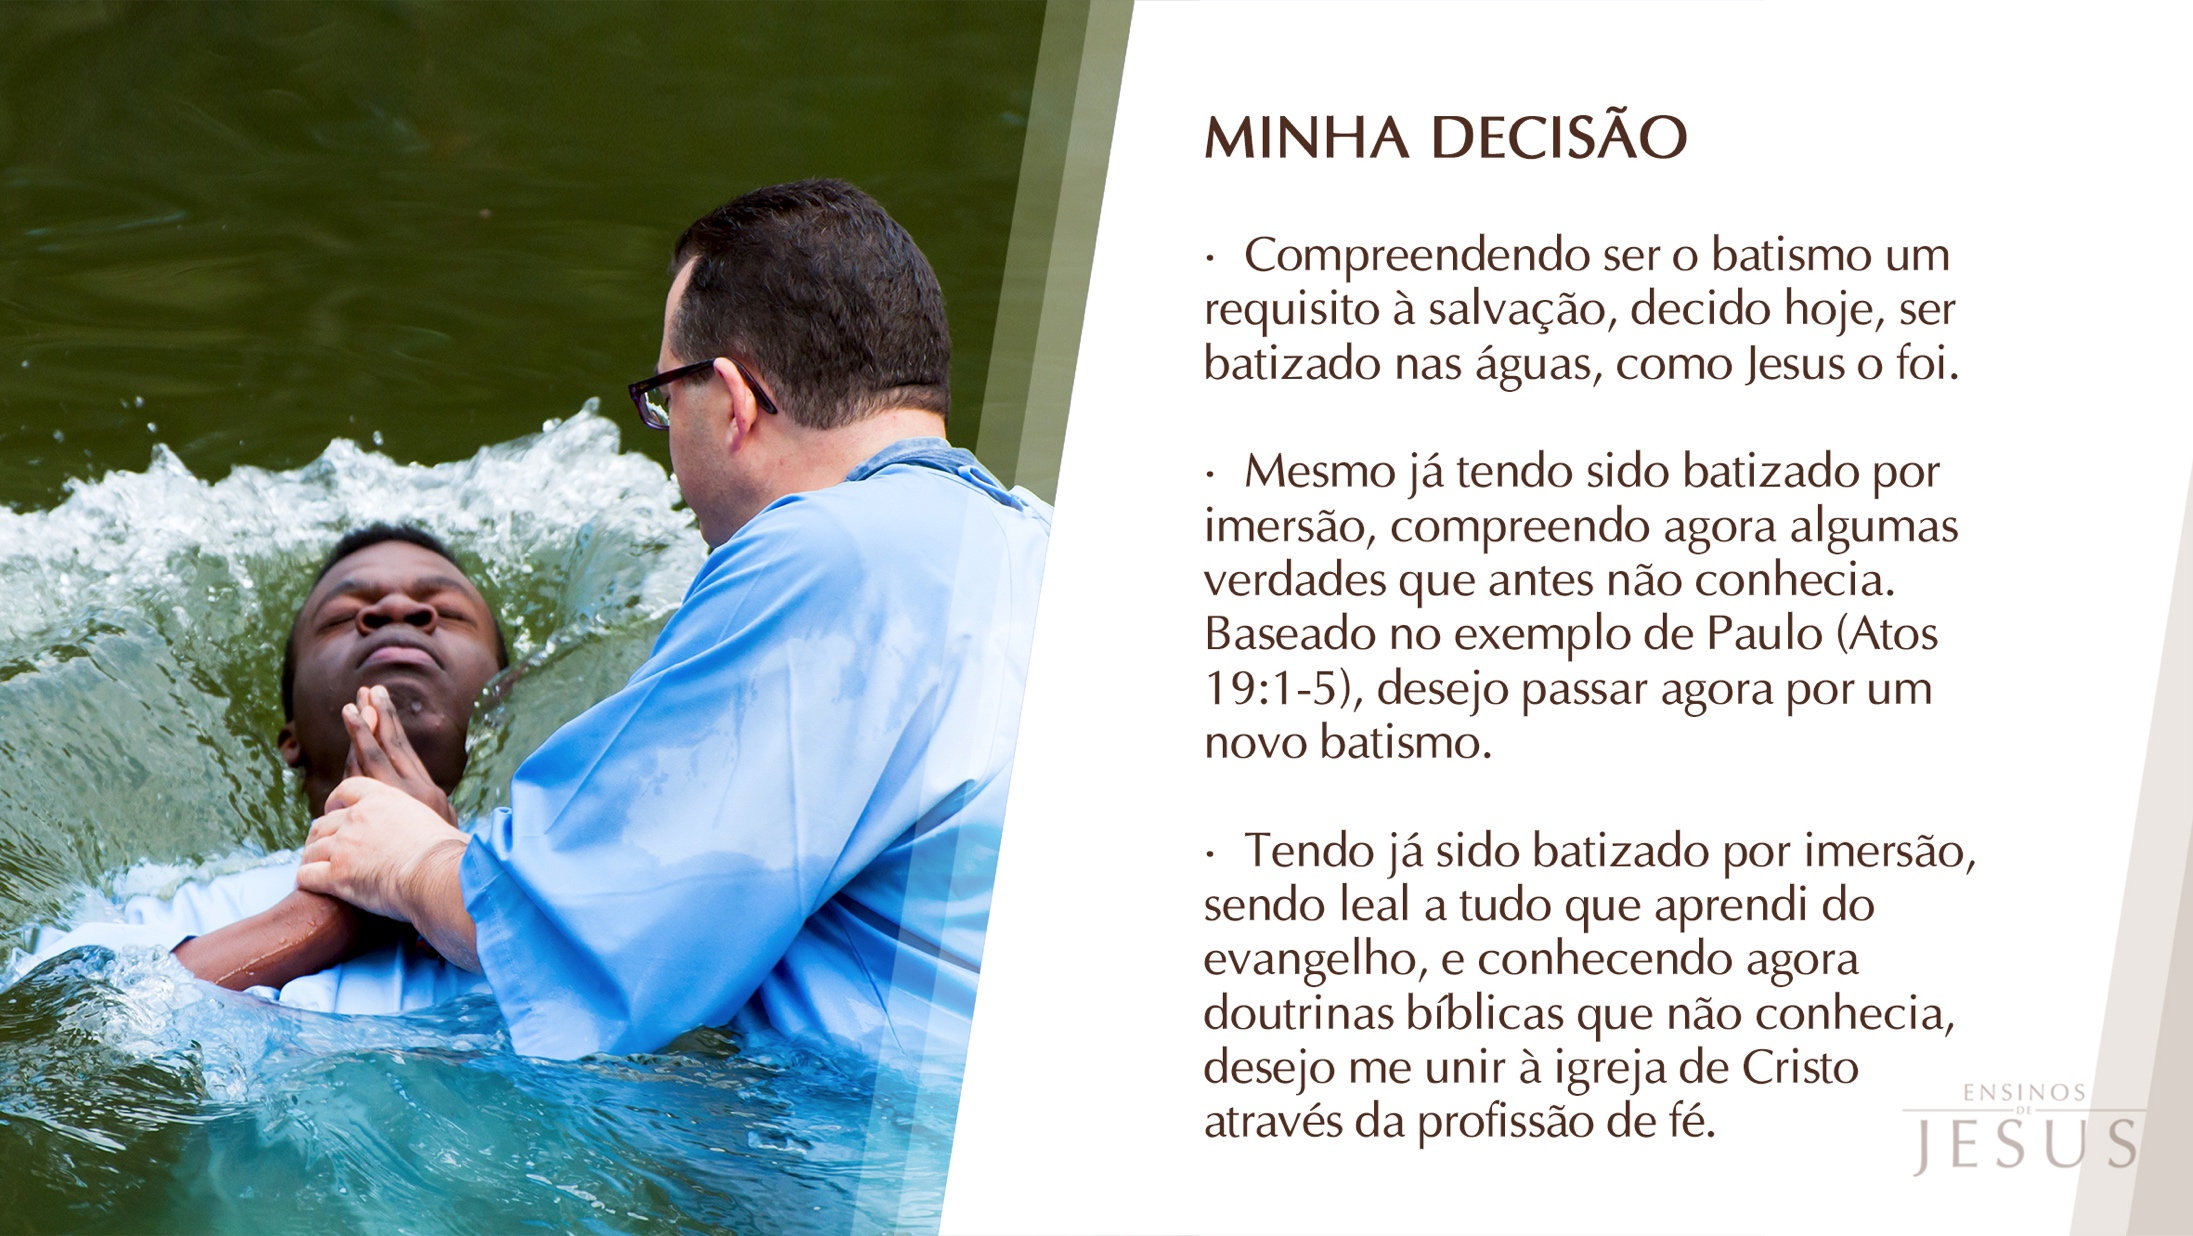 MINHA DECISÃO
· Compreendendo ser o batismo um
requisito à salvação, decido hoje, ser
batizado nas águas, como Jesus o foi.
· Mesmo já tendo sido batizado por
imersão, compreendo agora algumas
verdades que antes não conhecia.
Baseado no exemplo de Paulo (Atos
19:1-5), desejo passar agora por um
novo batismo.
· Tendo já sido batizado por imersão,
sendo leal a tudo que aprendi do
evangelho, e conhecendo agora
doutrinas bíblicas que não conhecia,
desejo me unir à igreja de Cristo
através da profissão de fé.
ENSINOS
DE
JESUS